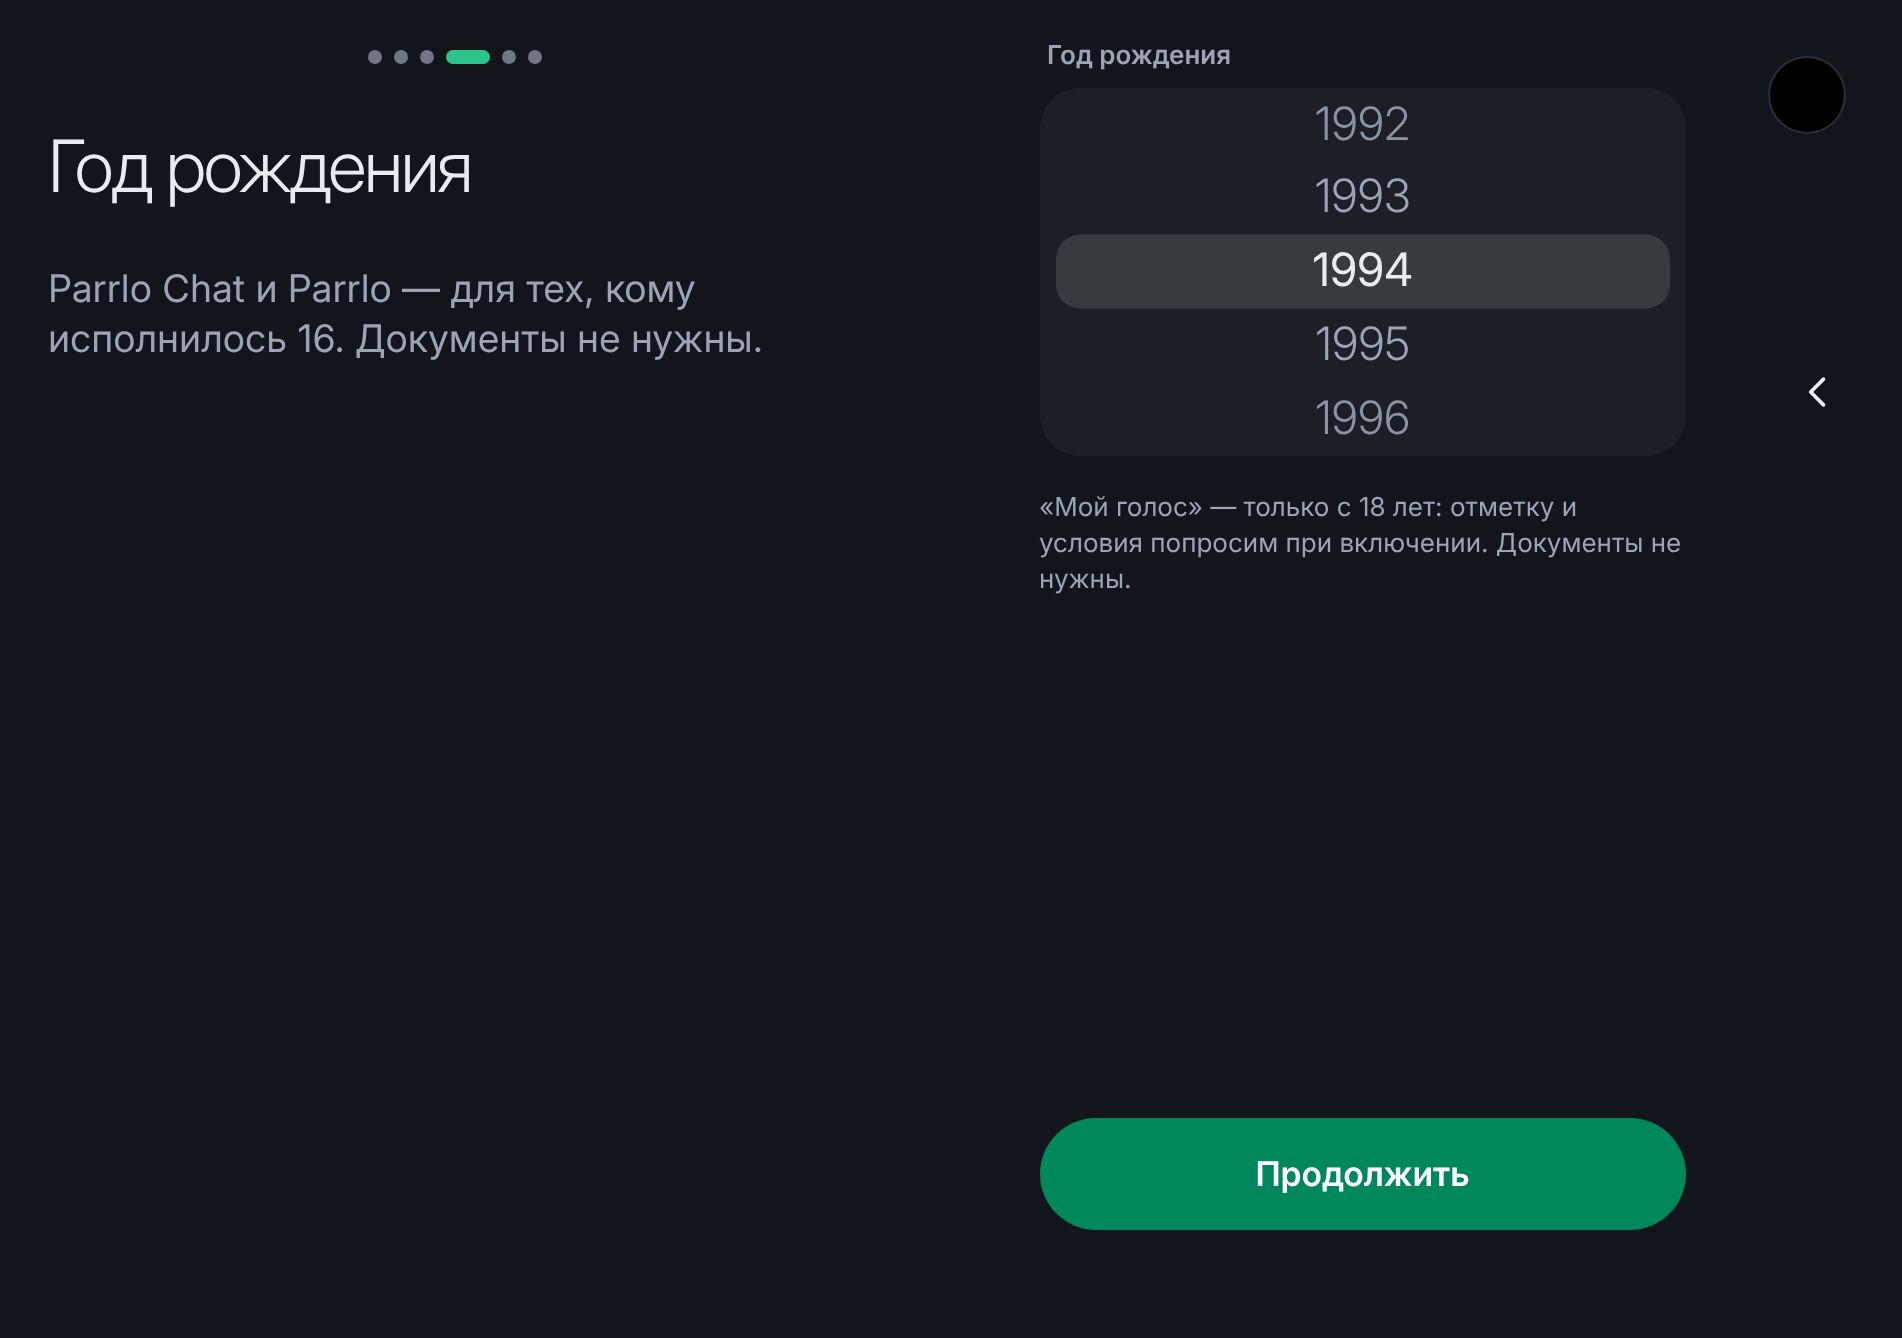 Год рождения
Parrlo Chat и Parrlo — для тех, кому
исполнилось 16. Документы не нужны.
Год рождения
1992
1993
1994
1995
1996
«Мой голос» — только с 18 лет: отметку и
условия попросим при включении. Документы не
нужны.
Продолжить